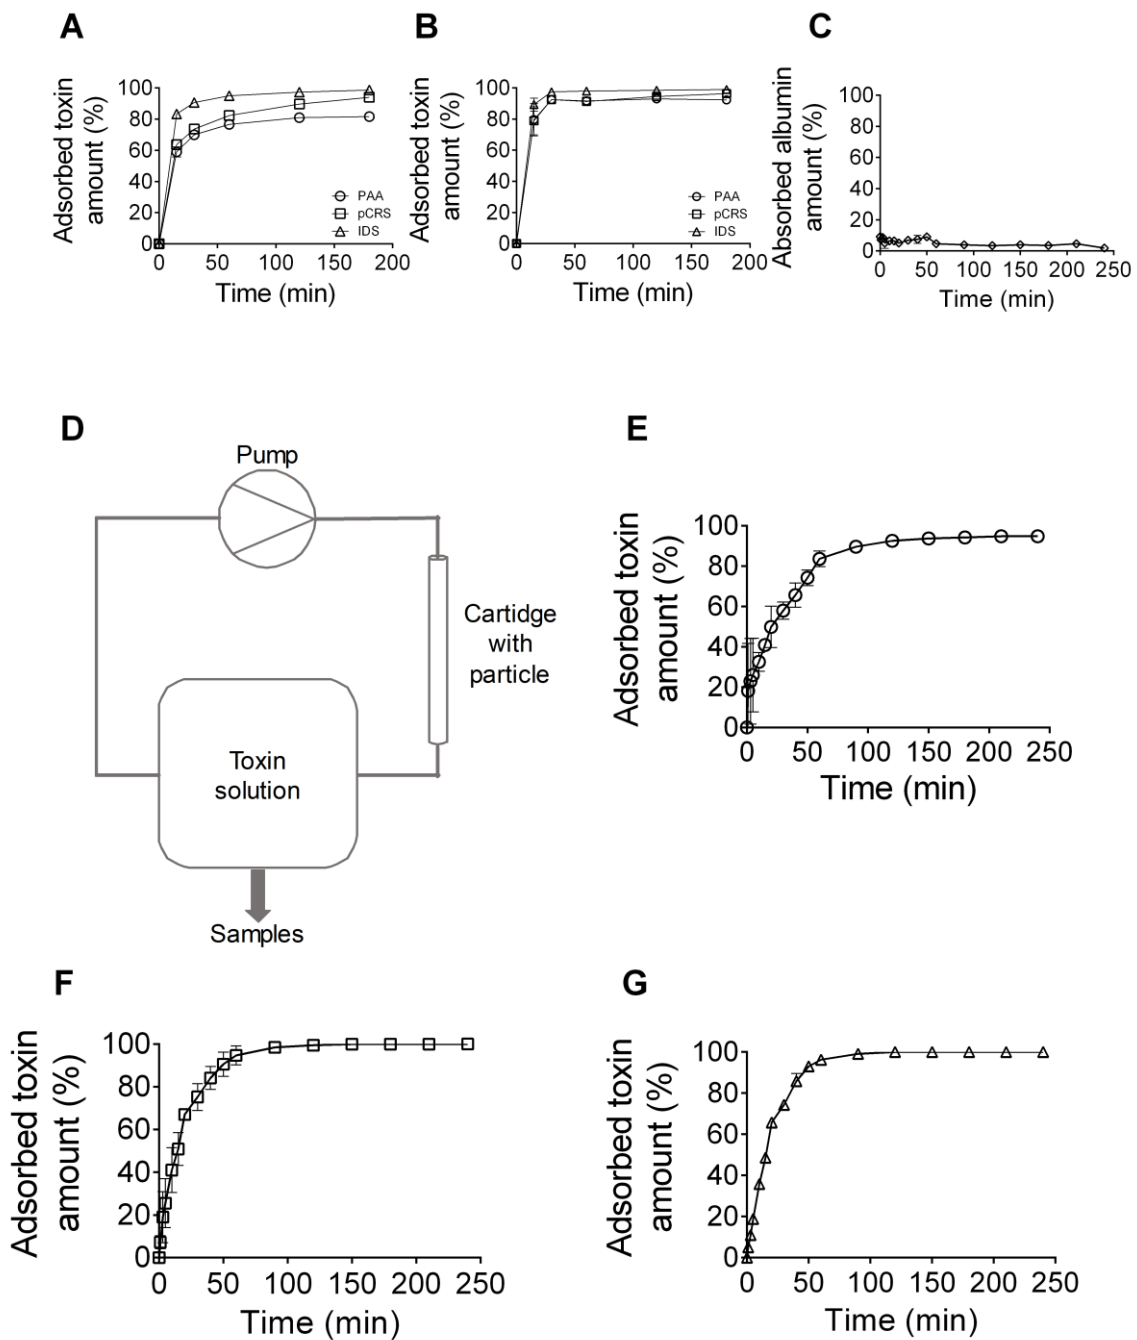 A
B
C
Adsorbed toxin
amount (%)
100
80
60
40
20
0
0
50
100
150
200
Time (min)
PAA
pCRS
IDS
Adsorbed toxin
amount (%)
100
80
60
40
20
0
0
50
100
150
200
Time (min)
PAA
pCRS
IDS
Absorbed albumin
amount (%)
100
80
60
40
20
0
0
50
100
150
200
250
Time (min)
D
Pump
Cartidge
with
particle
Toxin
solution
Samples
E
Adsorbed toxin
amount (%)
100
80
60
40
20
0
0
50
100
150
200
250
Time (min)
F
Adsorbed toxin
amount (%)
100
80
60
40
20
0
0
50
100
150
200
250
Time (min)
G
Adsorbed toxin
amount (%)
100
80
60
40
20
0
0
50
100
150
200
250
Time (min)